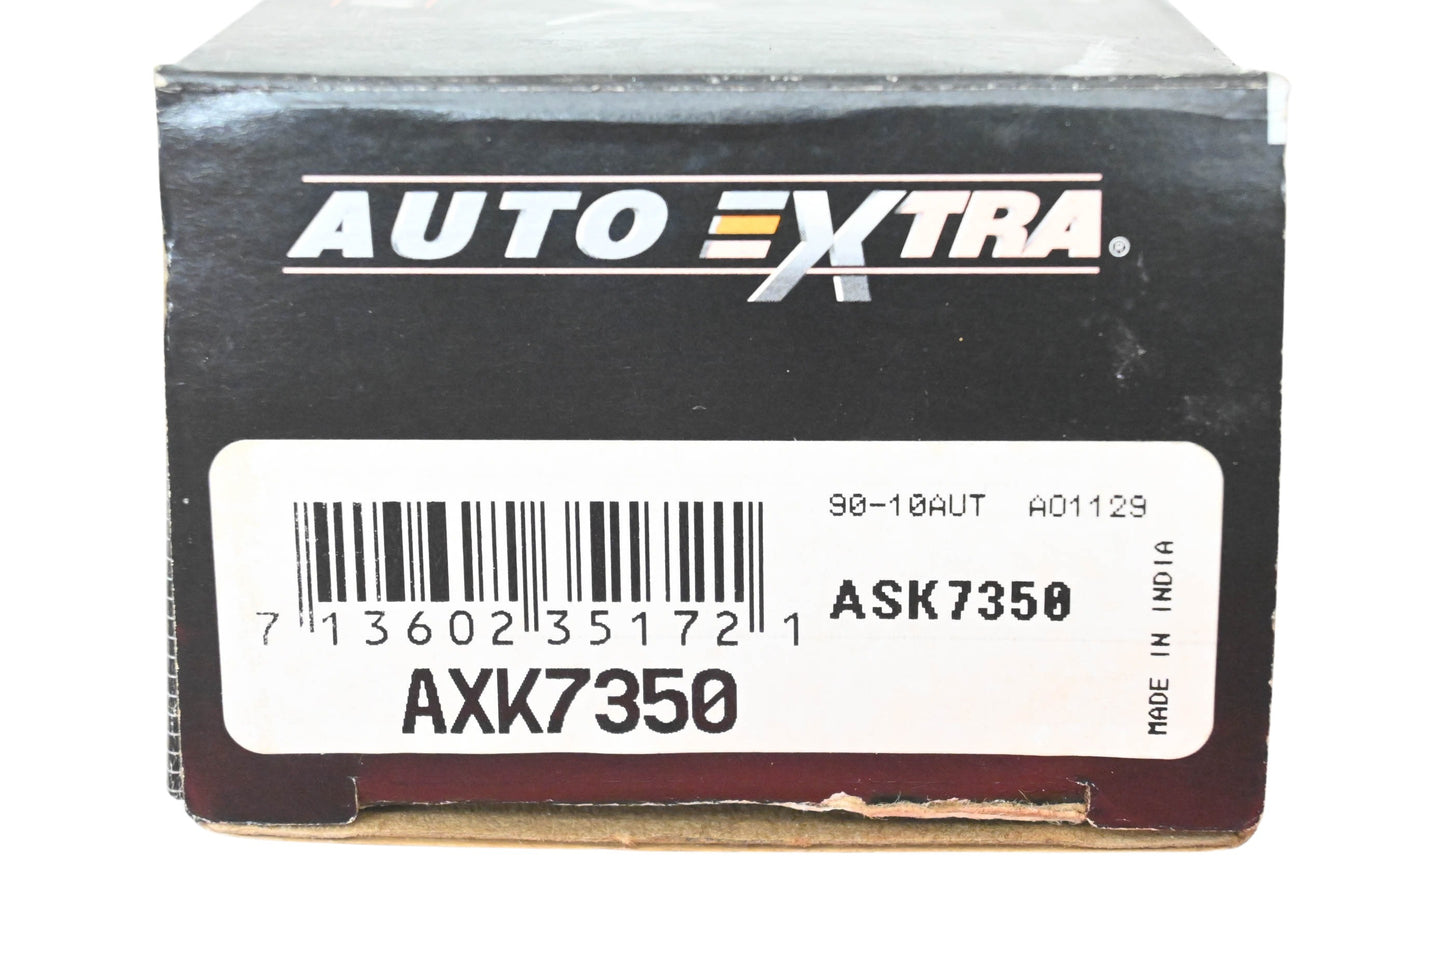 AUTO EXTRA®
90-10AUT A01129
ASK7350
7 13602 35172 1
AXK7350
MADE IN INDIA